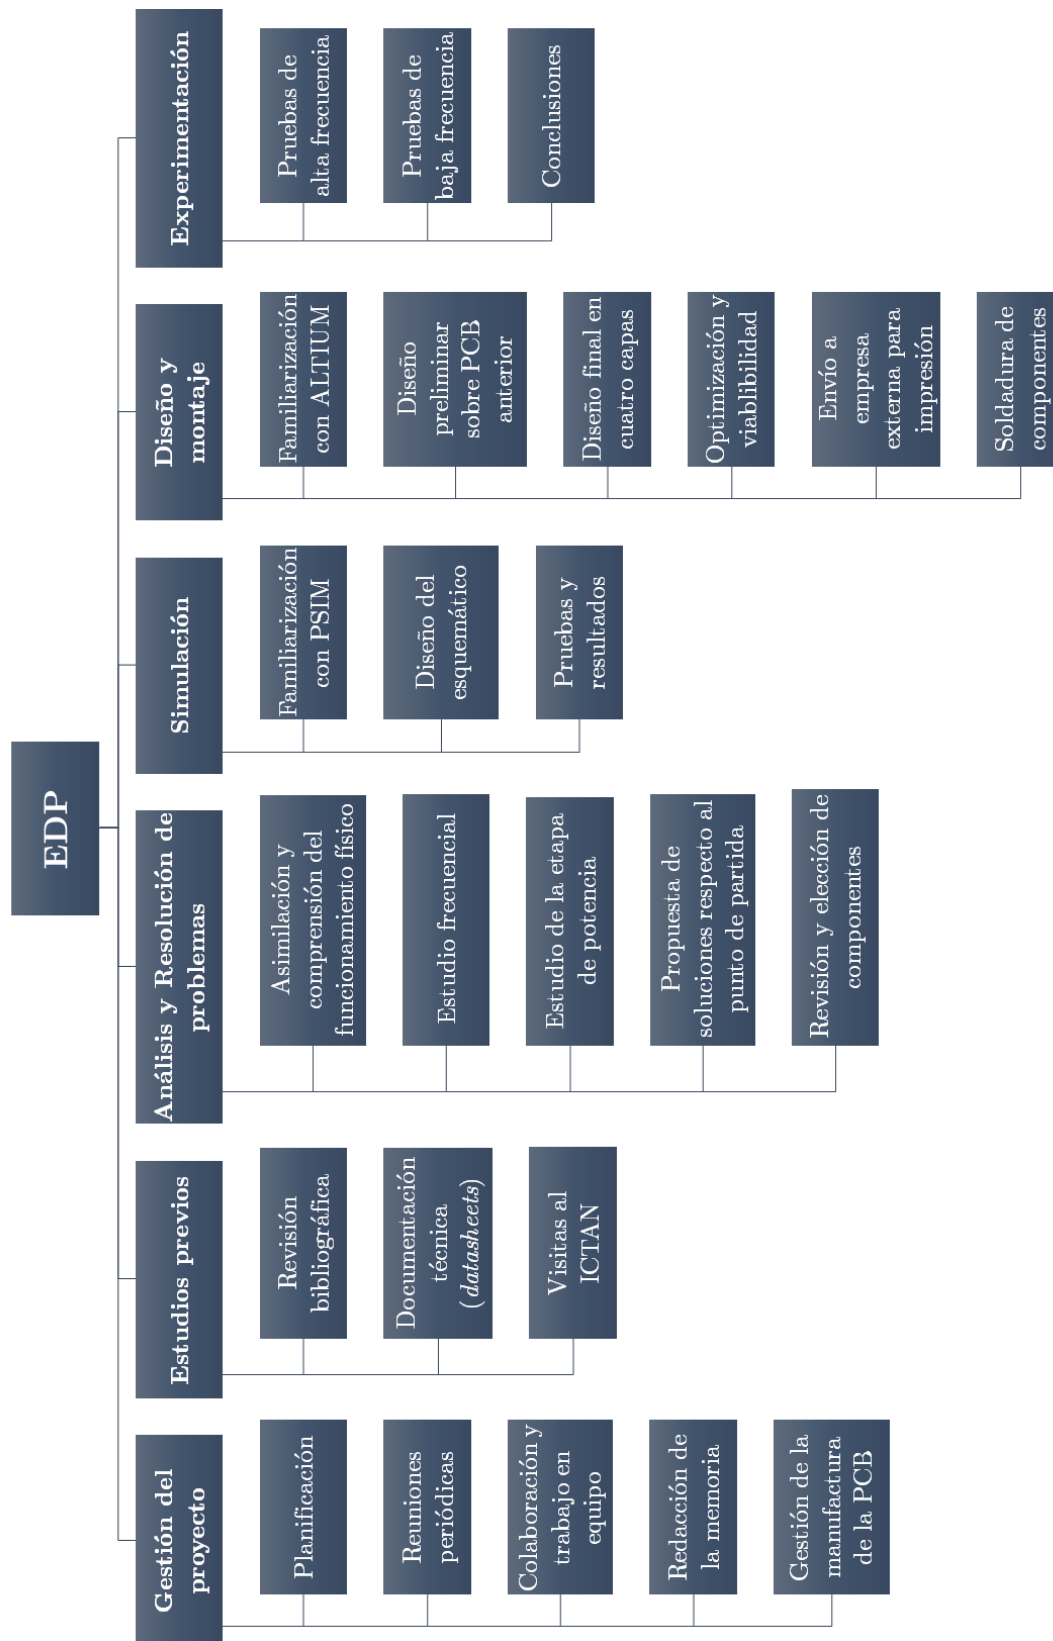 EDP
Gestión del
proyecto
Planificación
Reuniones
periódicas
Colaboración y
trabajo en
equipo
Redacción de
la memoria
Gestión de la
manufactura
de la PCB
Estudios previos
Revisión
bibliográfica
Documentación
técnica
(datasheets)
Visitas al
ICTAN
Análisis y Resolución de
problemas
Asimilación y
comprensión del
funcionamiento físico
Estudio frecuencial
Estudio de la etapa
de potencia
Propuesta de
soluciones respecto al
punto de partida
Revisión y elección de
componentes
Simulación
Familiarización
con PSIM
Diseño del
esquemático
Pruebas y
resultados
Diseño y
montaje
Familiarización
con ALTIUM
Diseño
preliminar
sobre PCB
anterior
Diseño final en
cuatro capas
Optimización y
viablibilidad
Envío a
empresa
externa para
impresión
Soldadura de
componentes
Experimentación
Pruebas de
alta frecuencia
Pruebas de
baja frecuencia
Conclusiones